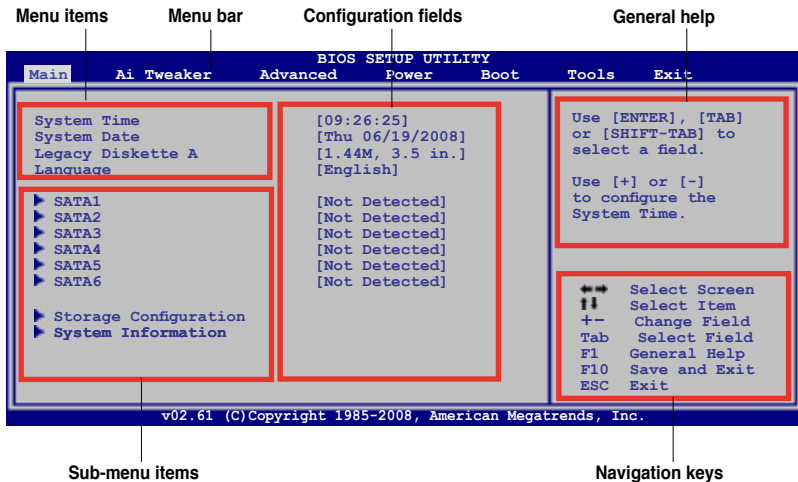 Menu items Menu bar Configuration fields General help
BIOS SETUP UTILITY
Main Ai Tweaker Advanced Power Boot Tools Exit
System Time [09:26:25]
System Date [Thu 06/19/2008]
Legacy Diskette A [1.44M, 3.5 in.]
Language [English]
SATA1 [Not Detected]
SATA2 [Not Detected]
SATA3 [Not Detected]
SATA4 [Not Detected]
SATA5 [Not Detected]
SATA6 [Not Detected]
Storage Configuration
System Information
Use [ENTER], [TAB]
or [SHIFT-TAB] to
select a field.
Use [+] or [-]
to configure the
System Time.
←→ Select Screen
↑↓ Select Item
+- Change Field
Tab Select Field
F1 General Help
F10 Save and Exit
ESC Exit
v02.61 (C)Copyright 1985-2008, American Megatrends, Inc.
Sub-menu items Navigation keys